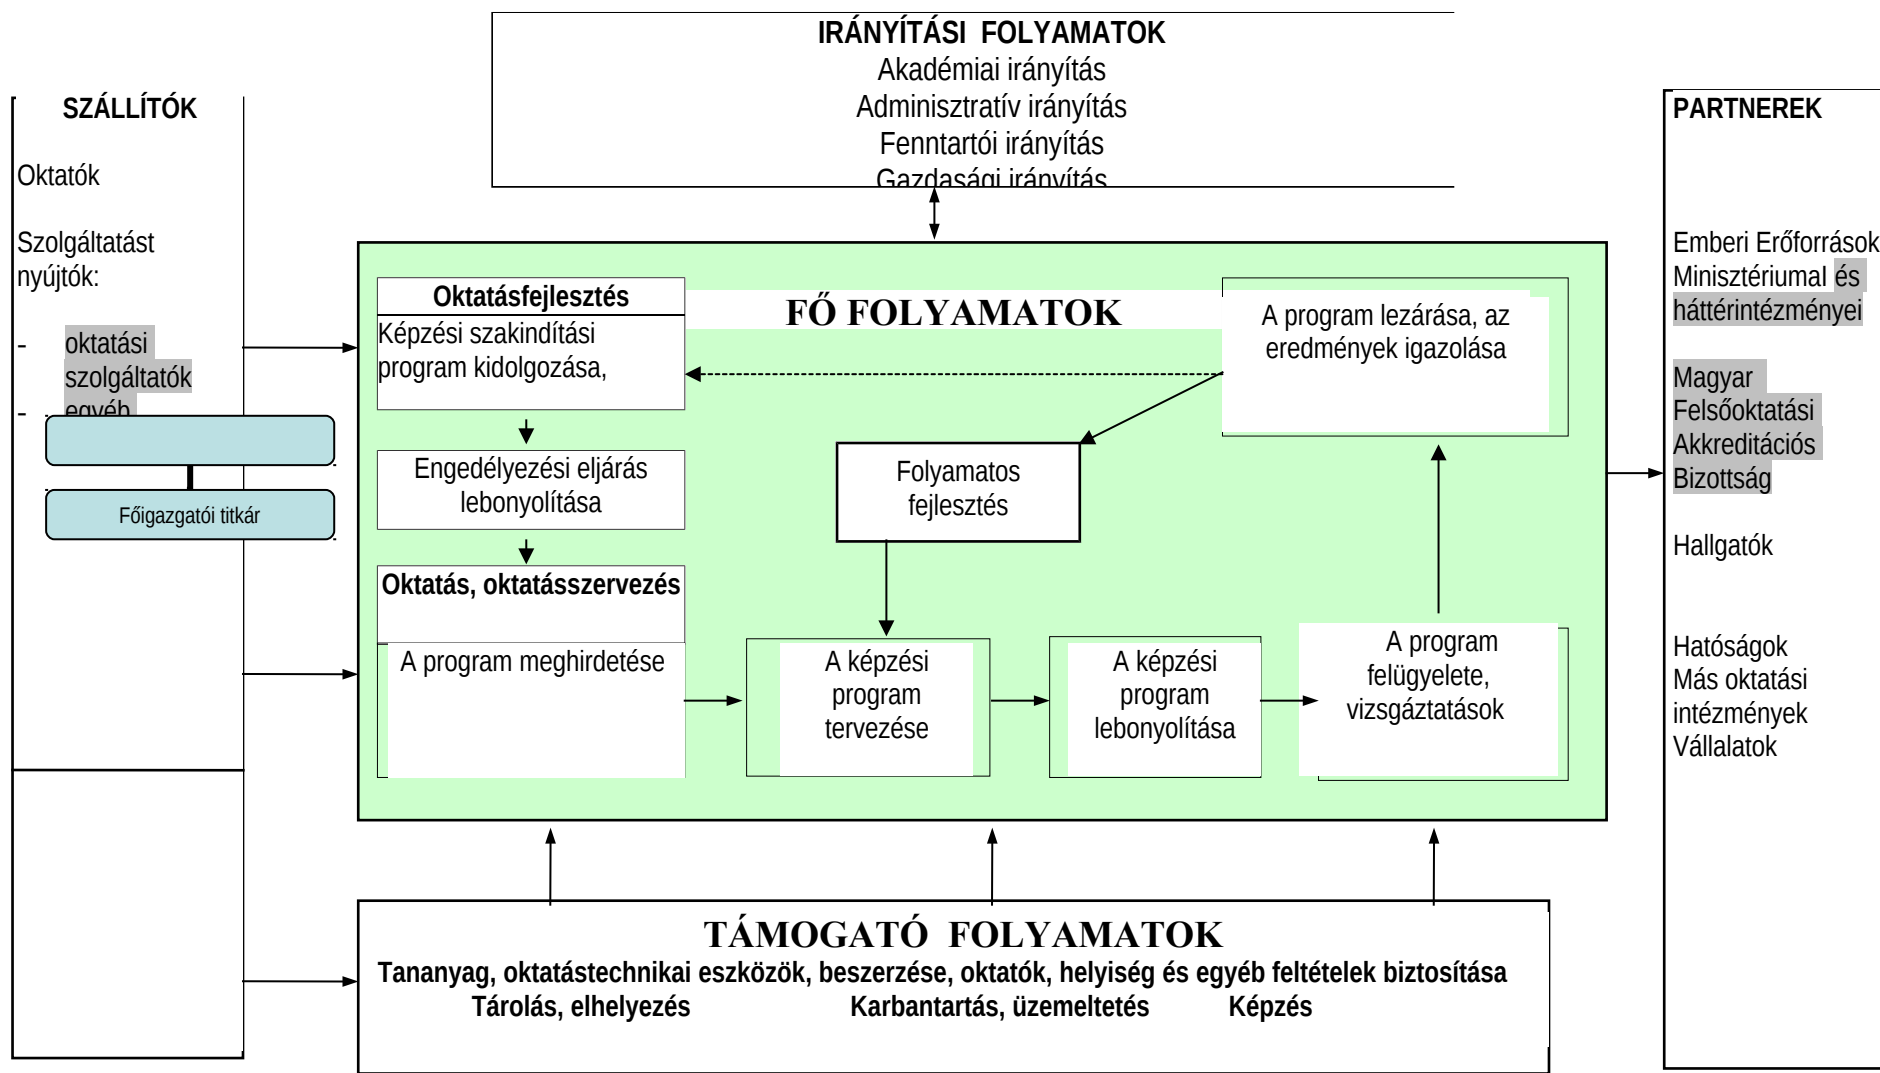 IRÁNYÍTÁSI FOLYAMATOK
Akadémiai irányítás
Adminisztratív irányítás
Fenntartói irányítás
Gazdasági irányítás
SZÁLLÍTÓK
Oktatók
Szolgáltatást
nyújtók:
- oktatási
szolgáltatók
- egyéb
Főigazgatói titkár
FŐ FOLYAMATOK
Oktatásfejlesztés
Képzési szakindítási
program kidolgozása,
Engedélyezési eljárás
lebonyolítása
Oktatás, oktatásszervezés
A program meghirdetése
A képzési
program
tervezése
A képzési
program
lebonyolítása
A program
felügyelete,
vizsgáztatások
A program lezárása, az
eredmények igazolása
Folyamatos
fejlesztés
PARTNEREK
Emberi Erőforrások
Minisztériumal és
háttérintézményei
Magyar
Felsőoktatási
Akkreditációs
Bizottság
Hallgatók
Hatóságok
Más oktatási
intézmények
Vállalatok
TÁMOGATÓ FOLYAMATOK
Tananyag, oktatástechnikai eszközök, beszerzése, oktatók, helyiség és egyéb feltételek biztosítása
Tárolás, elhelyezés Karbantartás, üzemeltetés Képzés